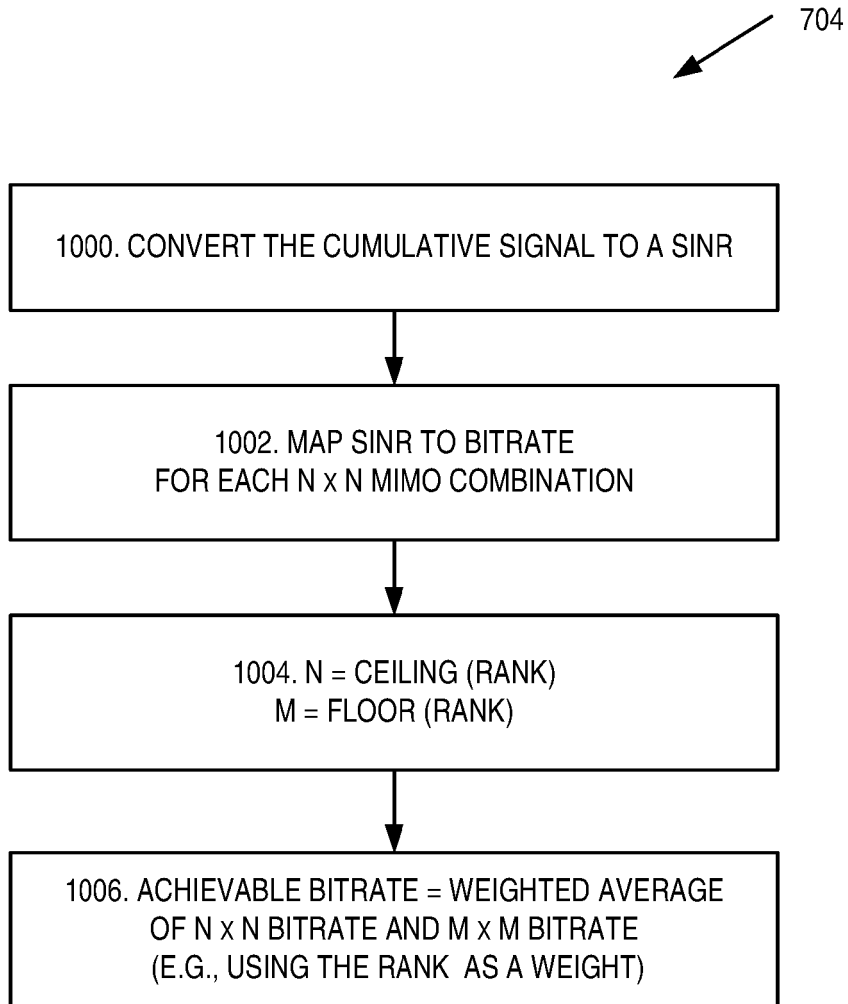 704
1000. CONVERT THE CUMULATIVE SIGNAL TO A SINR
1002. MAP SINR TO BITRATE
FOR EACH N x N MIMO COMBINATION
1004. N = CEILING (RANK)
M = FLOOR (RANK)
1006. ACHIEVABLE BITRATE = WEIGHTED AVERAGE
OF N x N BITRATE AND M x M BITRATE
(E.G., USING THE RANK AS A WEIGHT)